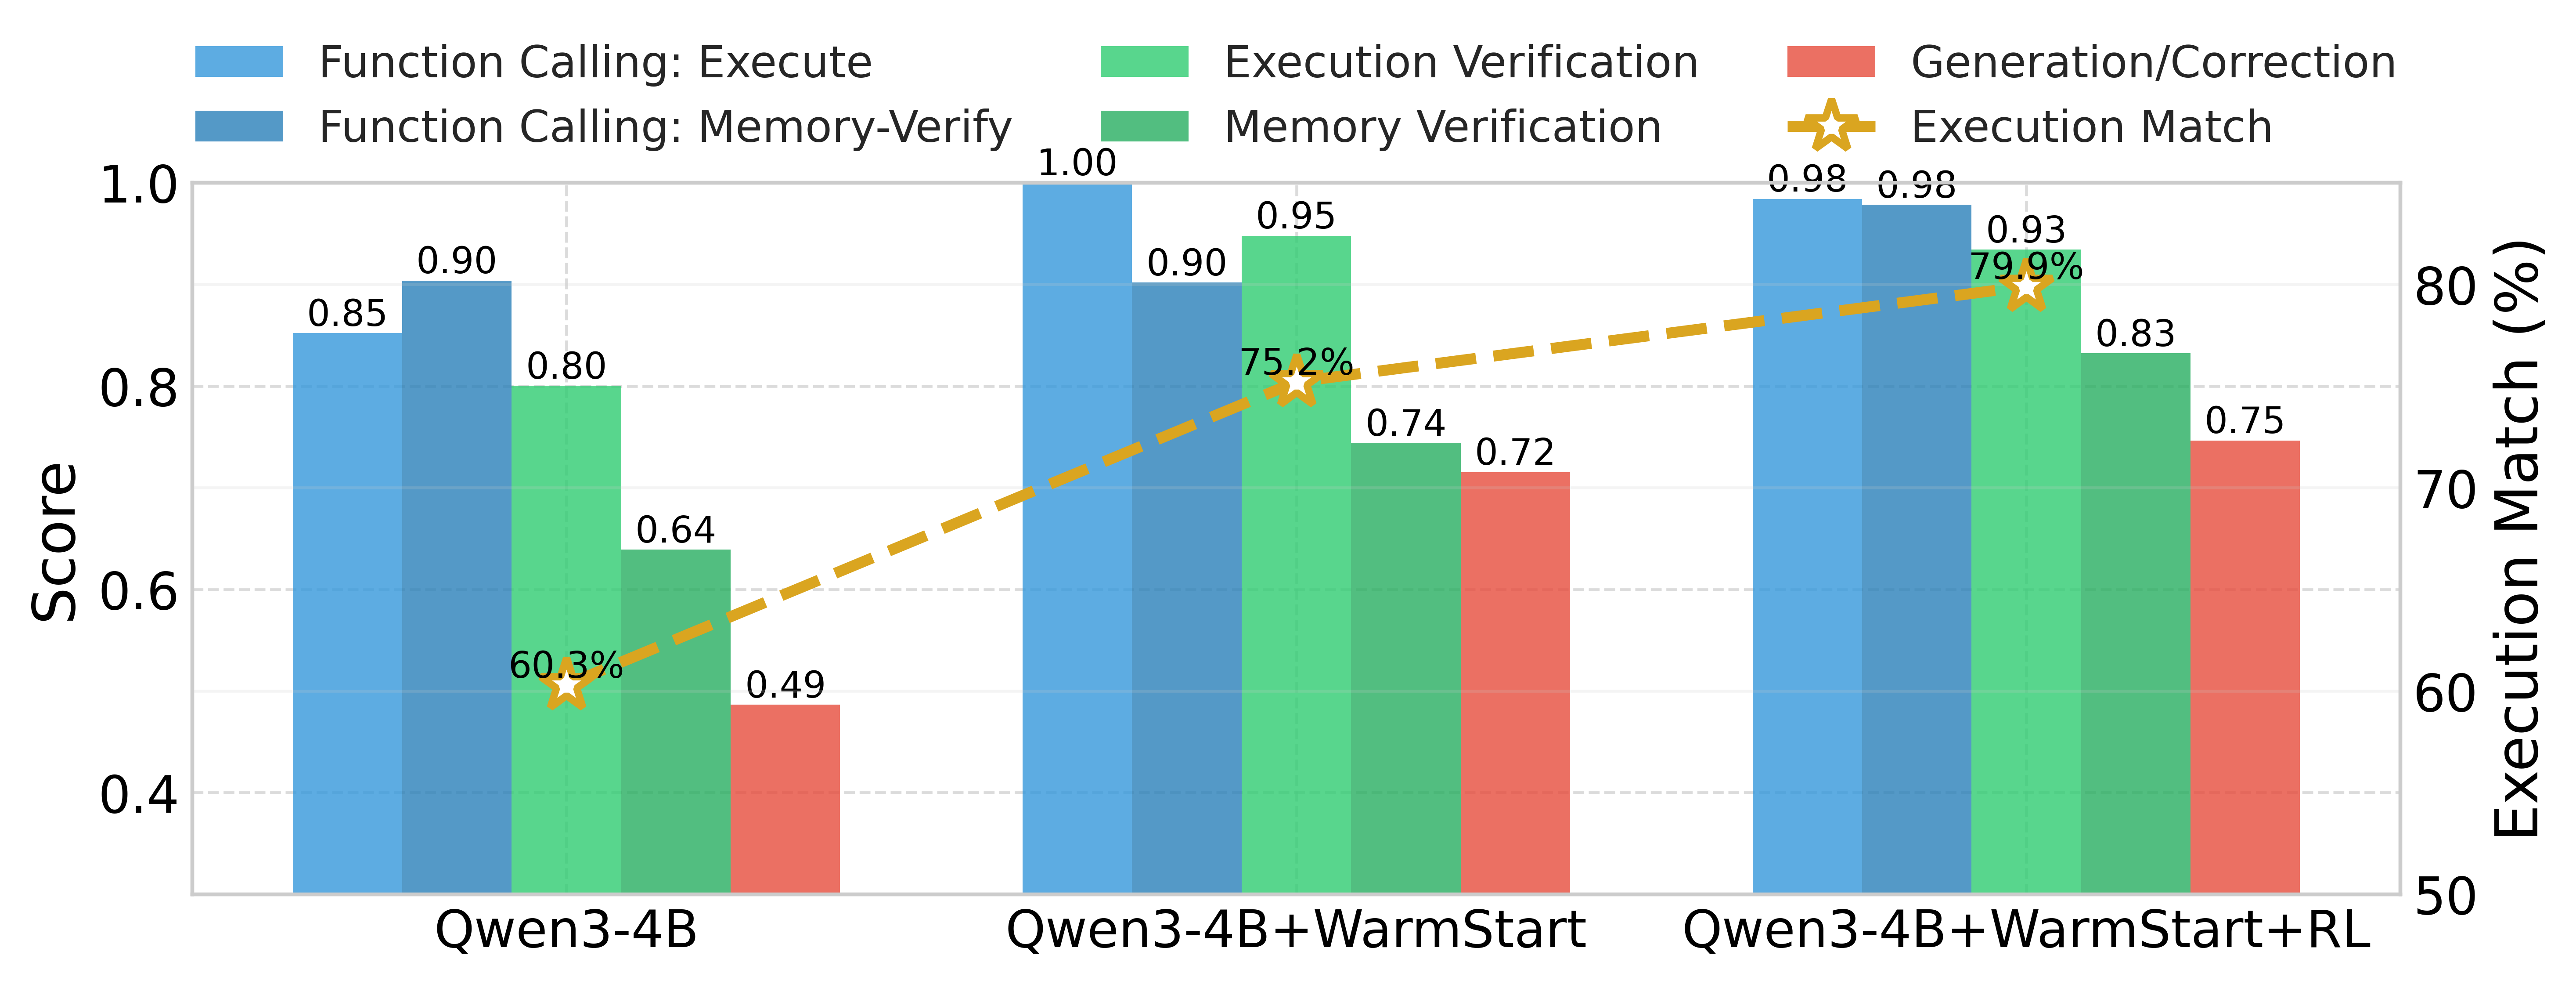 Function Calling: Execute
Function Calling: Memory-Verify
Execution Verification
Memory Verification
Generation/Correction
Execution Match
Score
1.0
0.8
0.6
0.4
0.85
0.90
0.80
0.64
0.49
60.3%
1.00
0.90
0.95
0.74
0.72
75.2%
0.98
0.98
0.93
0.83
0.75
79.9%
80
70
60
50
Execution Match (%)
Qwen3-4B
Qwen3-4B+WarmStart
Qwen3-4B+WarmStart+RL